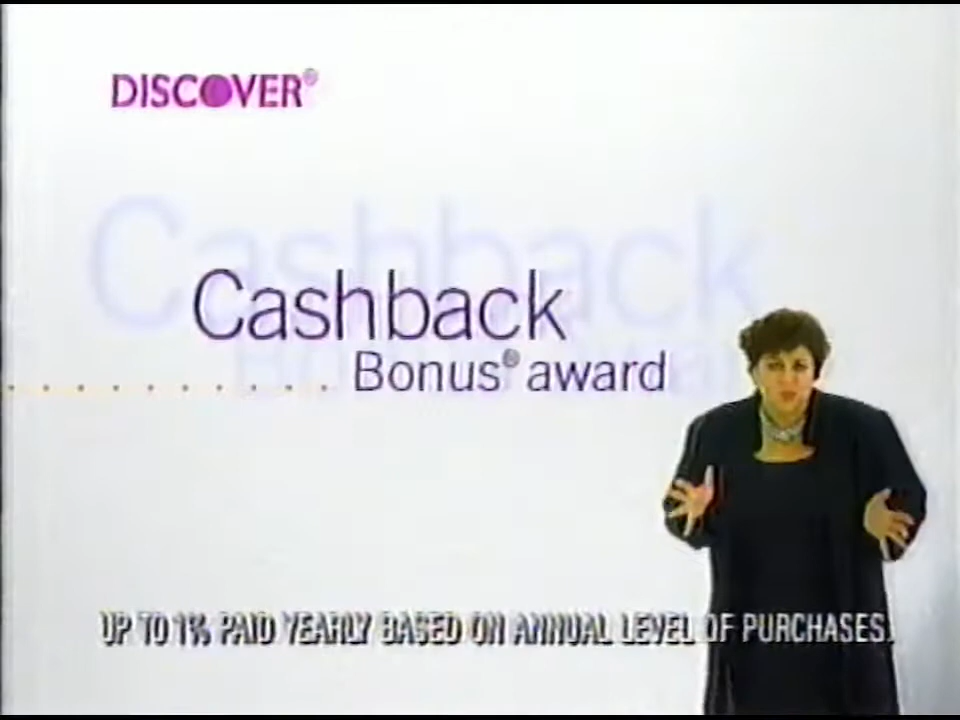 DISCOVER®
Cashback
Bonus® award
UP TO 1% PAID YEARLY BASED ON ANNUAL LEVEL OF PURCHASES.